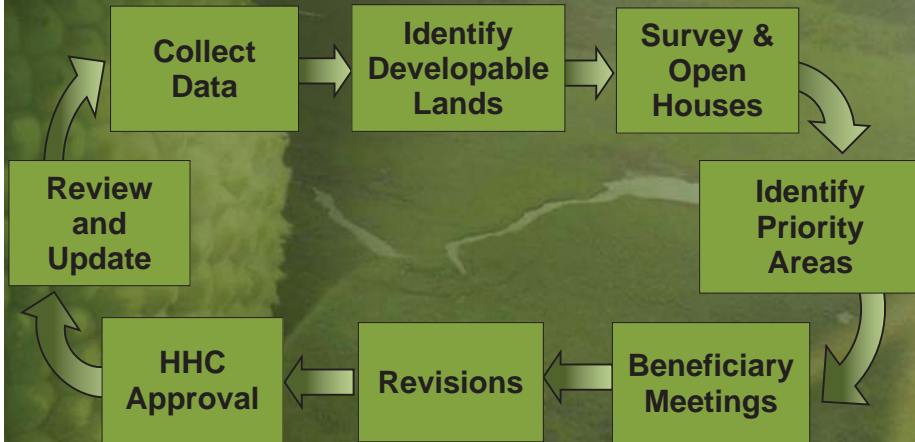 Collect
Data
Identify
Developable
Lands
Survey &
Open
Houses
Identify
Priority
Areas
Beneficiary
Meetings
Revisions
HHC
Approval
Review
and
Update